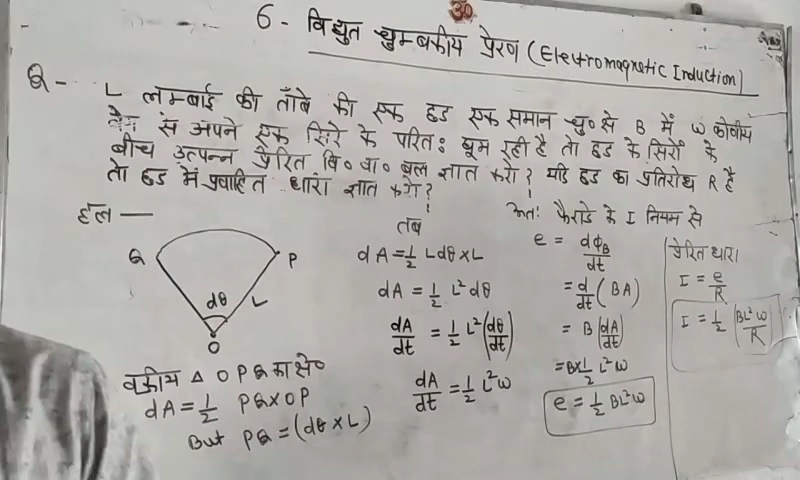 ॐ
6- विद्युत चुम्बकीय प्रेरण (Electromagnetic Induction)
Q- L लम्बाई की ताँबे की एक छड एक समान चु० क्षे B में ω कोणीय
वेग से अपने एक सिरे के परितः घूम रही है तो छड के सिरों के
बीच उत्पन्न प्रेरित वि० वा० बल ज्ञात करो? यदि छड का प्रतिरोध R है
तो छड में प्रवाहित धारा ज्ञात करो?
हल —
Q
P
dθ
L
O
वक्रीय Δ OPQ का क्षे०
dA = 1/2 PQ×OP
But PQ = (dθ×L)
तब
dA = 1/2 Ldθ×L
dA = 1/2 L² dθ
dA/dt = 1/2 L² (dθ/dt)
dA/dt = 1/2 L²ω
अतः फैराडे के I नियम से
e = dΦB/dt
= d/dt (BA)
= B (dA/dt)
= B×1/2 L²ω
e = 1/2 BL²ω
प्रेरित धारा
I = e/R
I = 1/2 (BL²ω/R)